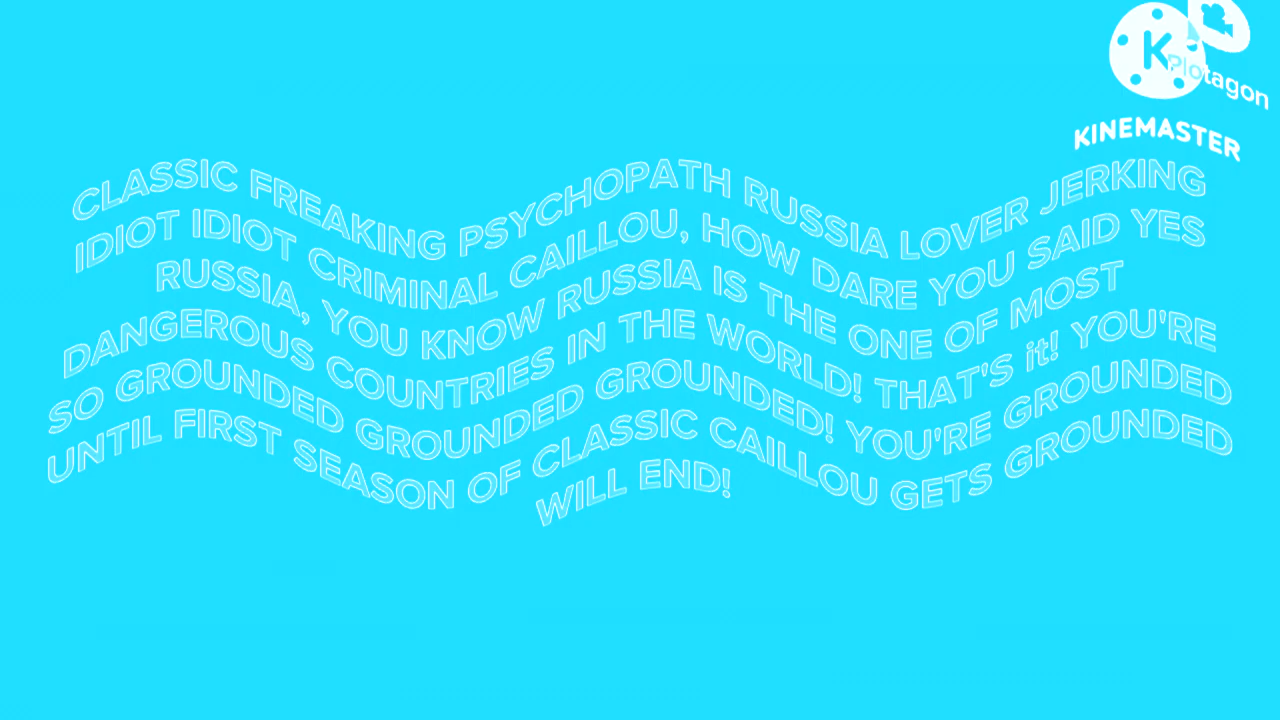 K
Plotagon
KINEMASTER
CLASSIC FREAKING PSYCHOPATH RUSSIA LOVER JERKING
IDIOT IDIOT CRIMINAL CAILLOU, HOW DARE YOU SAID YES
RUSSIA, YOU KNOW RUSSIA IS THE ONE OF MOST
DANGEROUS COUNTRIES IN THE WORLD! THAT'S it! YOU'RE
SO GROUNDED GROUNDED GROUNDED! YOU'RE GROUNDED
UNTIL FIRST SEASON OF CLASSIC CAILLOU GETS GROUNDED
WILL END!